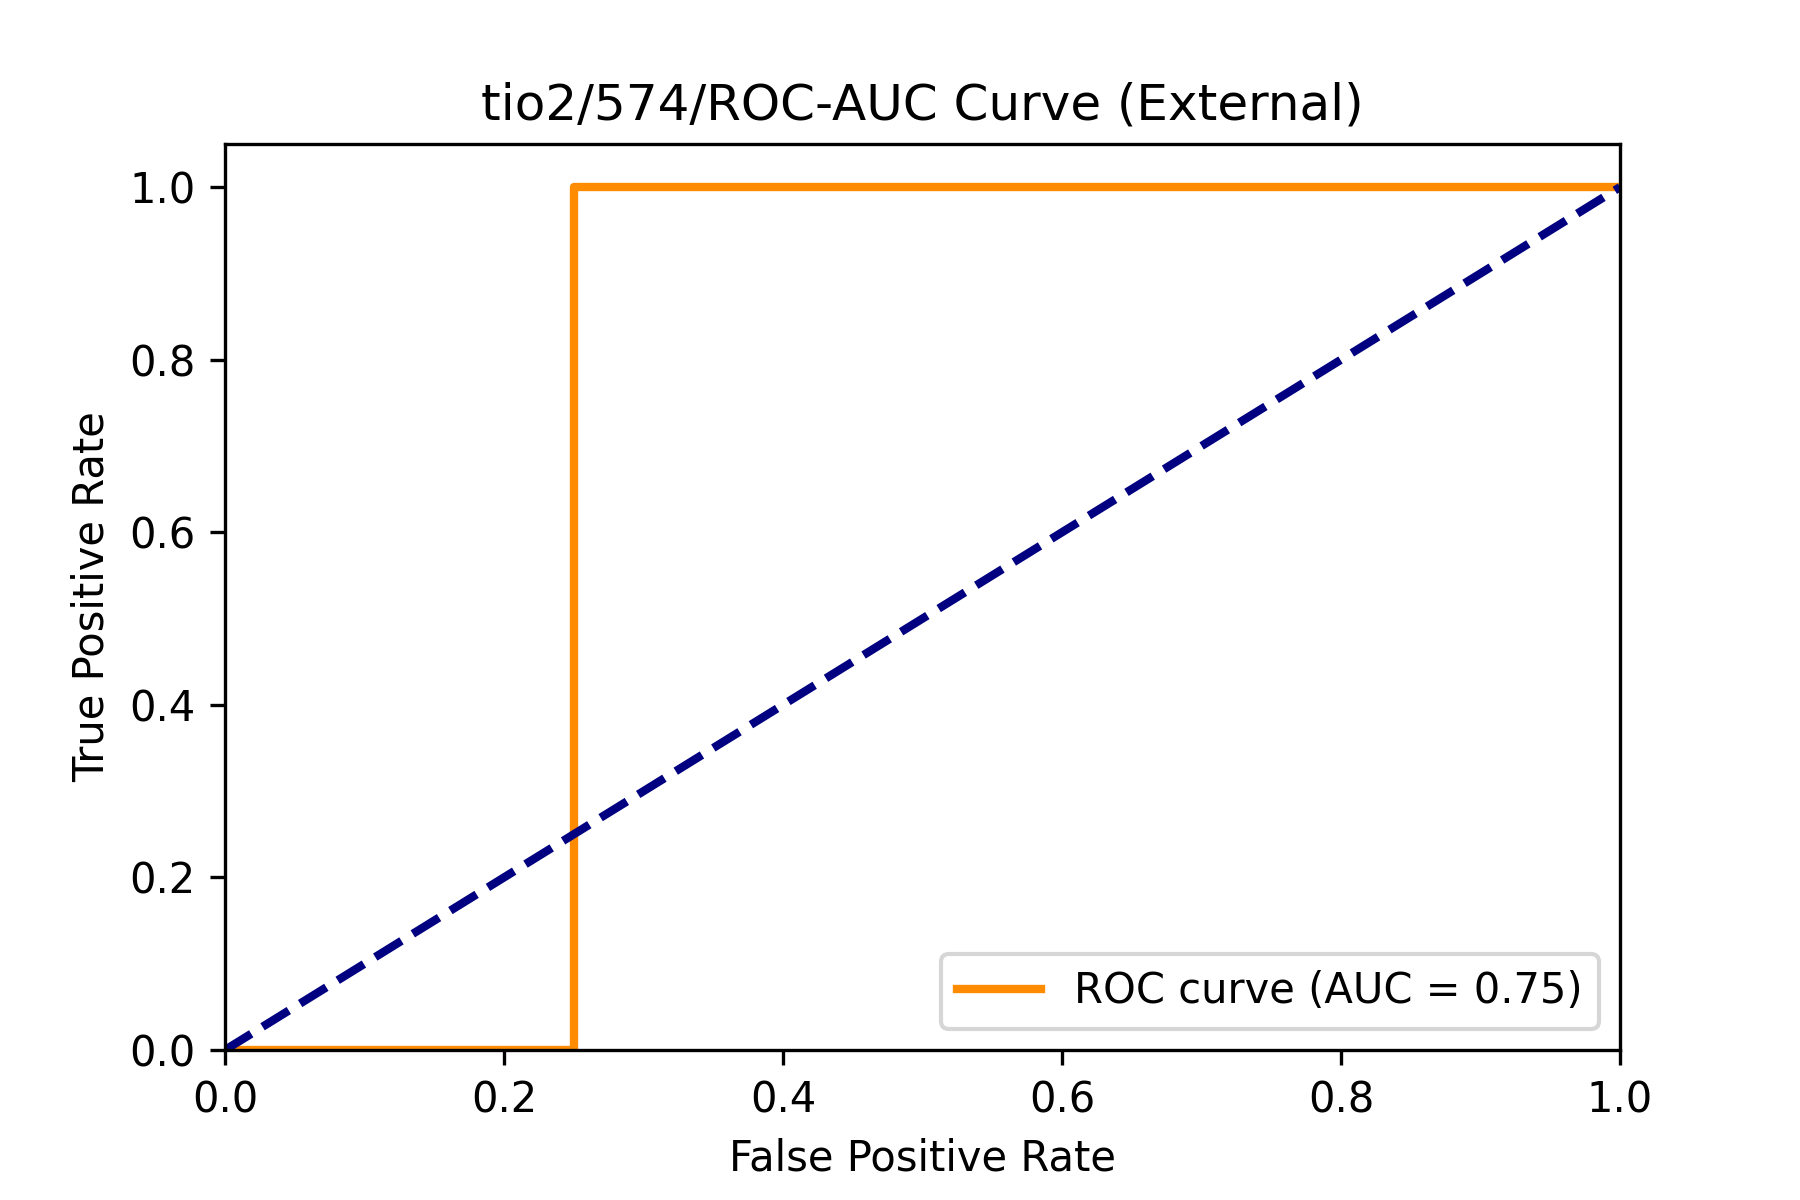 tio2/574/ROC-AUC Curve (External)
1.0
0.8
0.6
0.4
0.2
0.0
True Positive Rate
ROC curve (AUC = 0.75)
0.0 0.2 0.4 0.6 0.8 1.0
False Positive Rate